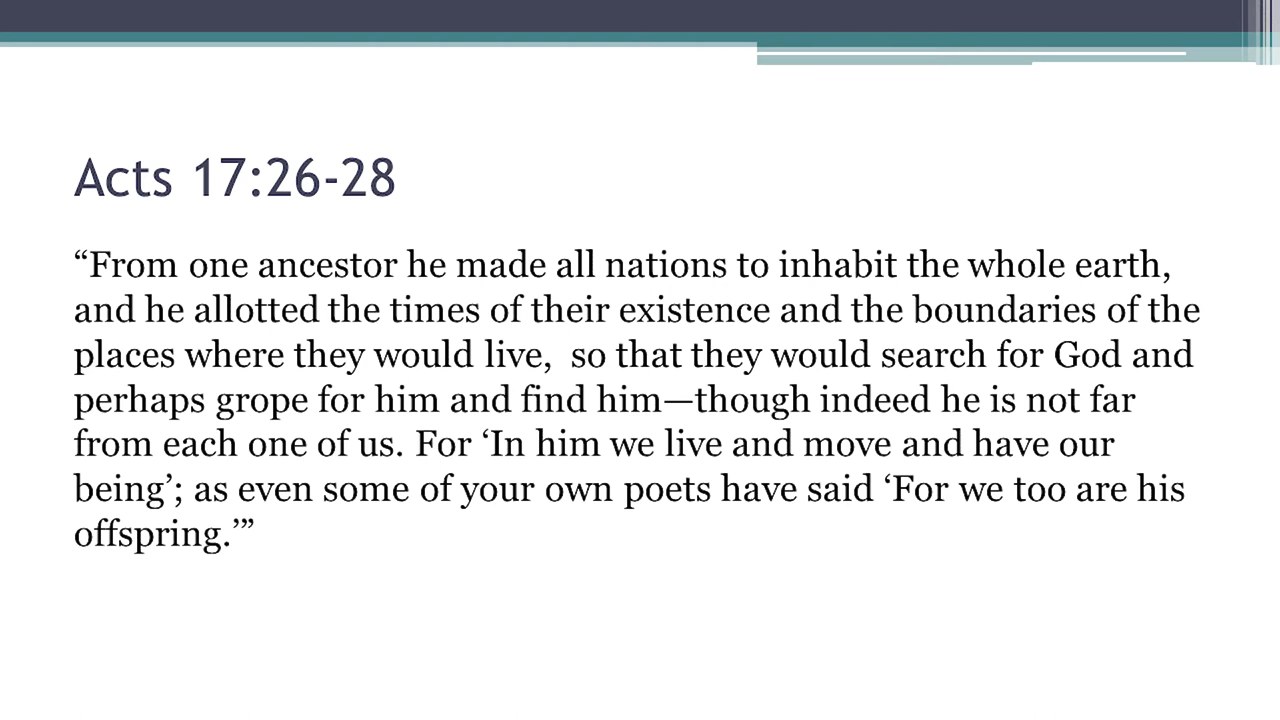 Acts 17:26-28
“From one ancestor he made all nations to inhabit the whole earth,
and he allotted the times of their existence and the boundaries of the
places where they would live,  so that they would search for God and
perhaps grope for him and find him—though indeed he is not far
from each one of us. For ‘In him we live and move and have our
being’; as even some of your own poets have said ‘For we too are his
offspring.’”